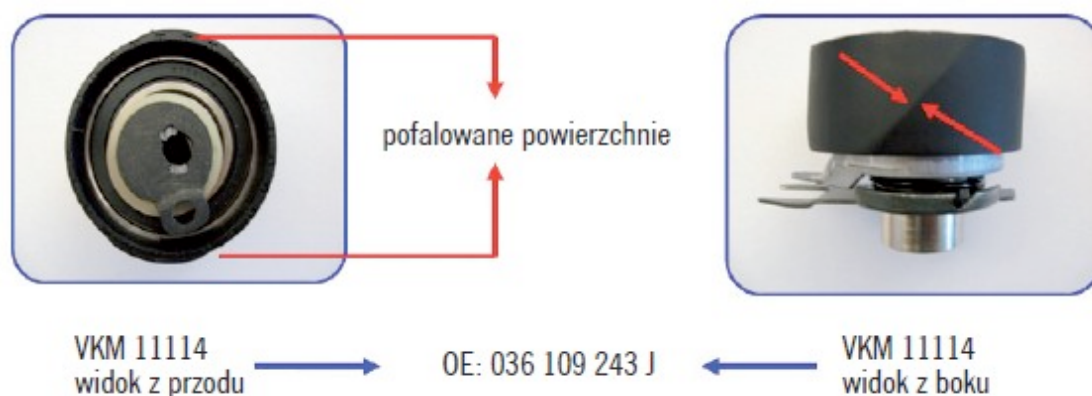 pofalowane powierzchnie
VKM 11114
widok z przodu
OE: 036 109 243 J
VKM 11114
widok z boku